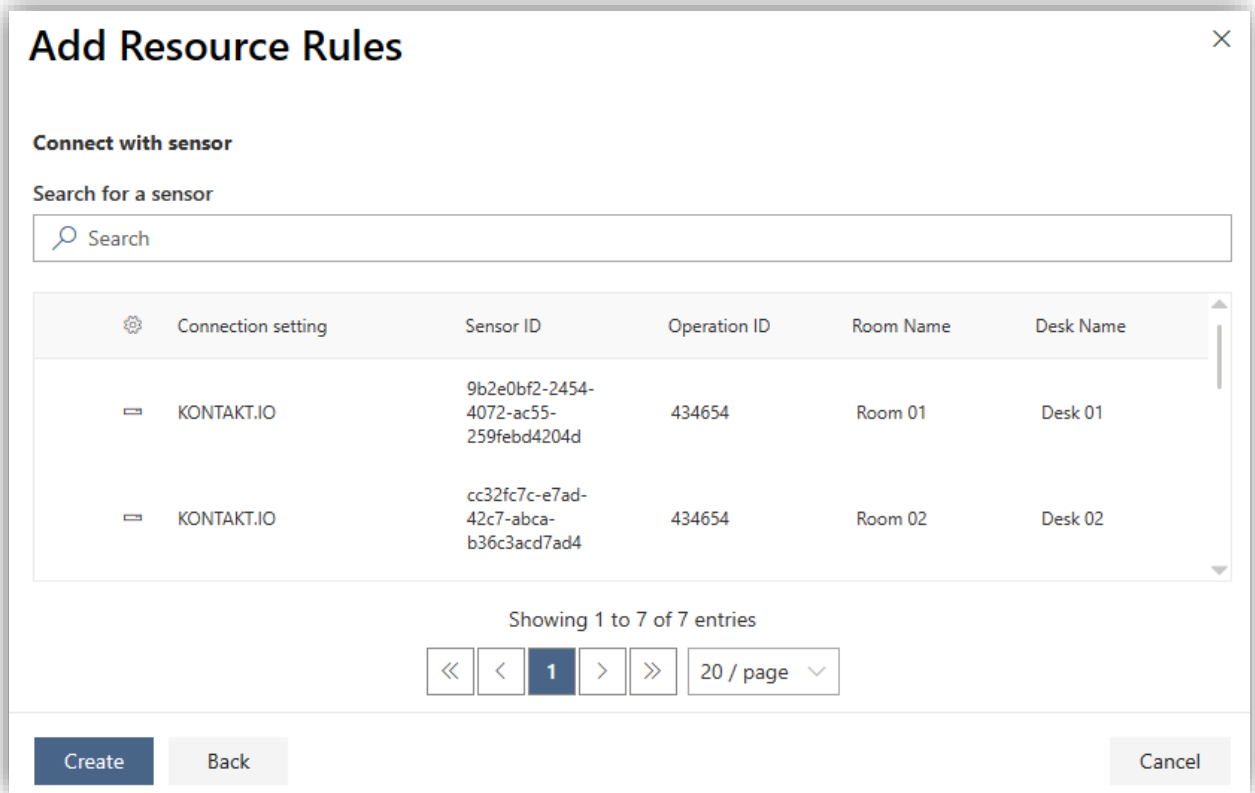 Add Resource Rules
Connect with sensor
Search for a sensor
Search
Connection setting Sensor ID Operation ID Room Name Desk Name
9b2e0bf2-2454-
KONTAKT.IO 4072-ac55- 434654 Room 01 Desk 01
259febd4204d
cc32fc7c-e7ad-
KONTAKT.IO 42c7-abca- 434654 Room 02 Desk 02
b36c3acd7ad4
Showing 1 to 7 of 7 entries
1 20 / page
Create Back Cancel